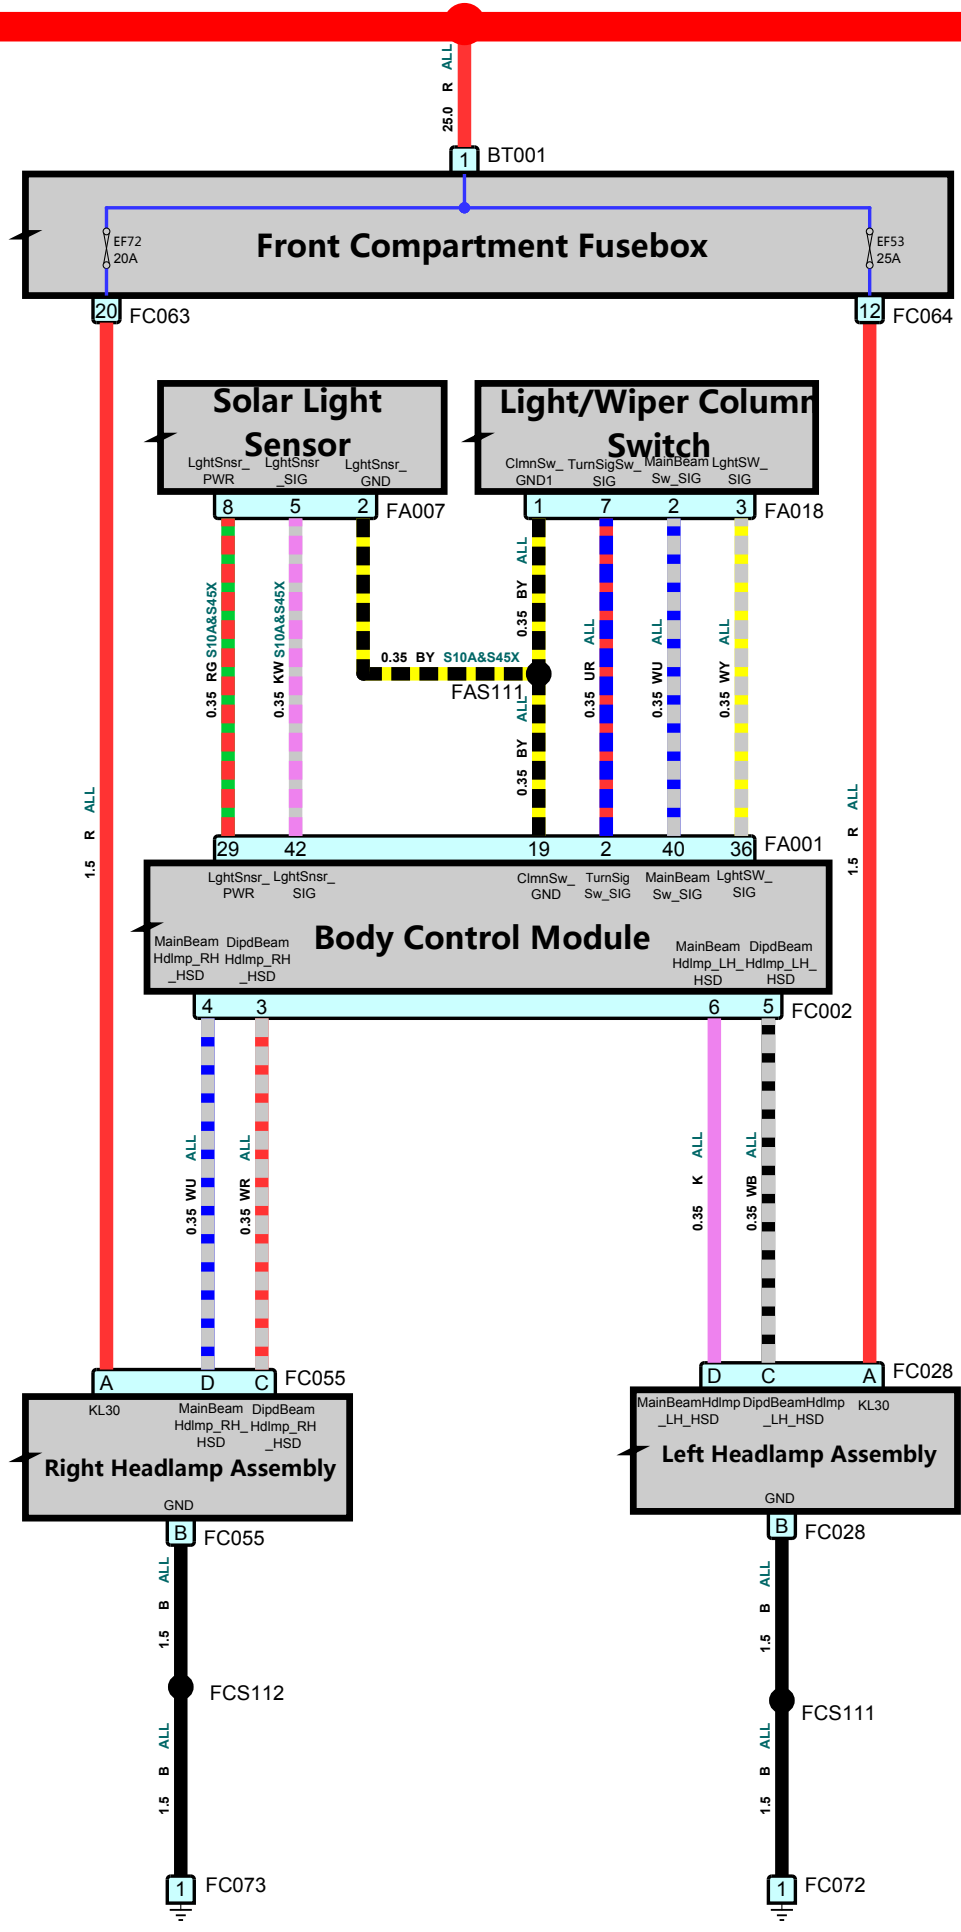 25.0 R ALL
1 BT001
EF72
20A
Front Compartment Fusebox
EF53
25A
20 FC063
12 FC064
Solar Light
Sensor
LghtSnsr_
PWR
LghtSnsr
_SIG
LghtSnsr_
GND
Light/Wiper Column
Switch
ClmnSw_
GND1
TurnSigSw_
SIG
MainBeam
Sw_SIG
LghtSW_
SIG
8 5 2 FA007
1 7 2 3 FA018
0.35 RG S10A&S45X
0.35 KW S10A&S45X
0.35 BY S10A&S45X
0.35 BY ALL
FAS111
0.35 BY ALL
0.35 UR ALL
0.35 WU ALL
0.35 WY ALL
1.5 R ALL
1.5 R ALL
29 42 19 2 40 36 FA001
LghtSnsr_
PWR
LghtSnsr_
SIG
ClmnSw_
GND
TurnSig
Sw_SIG
MainBeam
Sw_SIG
LghtSW_
SIG
Body Control Module
MainBeam
Hdlmp_RH
_HSD
DipdBeam
Hdlmp_RH
_HSD
MainBeam
Hdlmp_LH_
HSD
DipdBeam
Hdlmp_LH_
HSD
4 3 6 5 FC002
0.35 WU ALL
0.35 WR ALL
0.35 K ALL
0.35 WB ALL
A D C FC055
D C A FC028
KL30
MainBeam
Hdlmp_RH_
HSD
DipdBeam
Hdlmp_RH
_HSD
Right Headlamp Assembly
GND
B FC055
MainBeamHdlmp
_LH_HSD
DipdBeamHdlmp
_LH_HSD
KL30
Left Headlamp Assembly
GND
B FC028
1.5 B ALL
FCS112
1.5 B ALL
1 FC073
1.5 B ALL
FCS111
1.5 B ALL
1 FC072